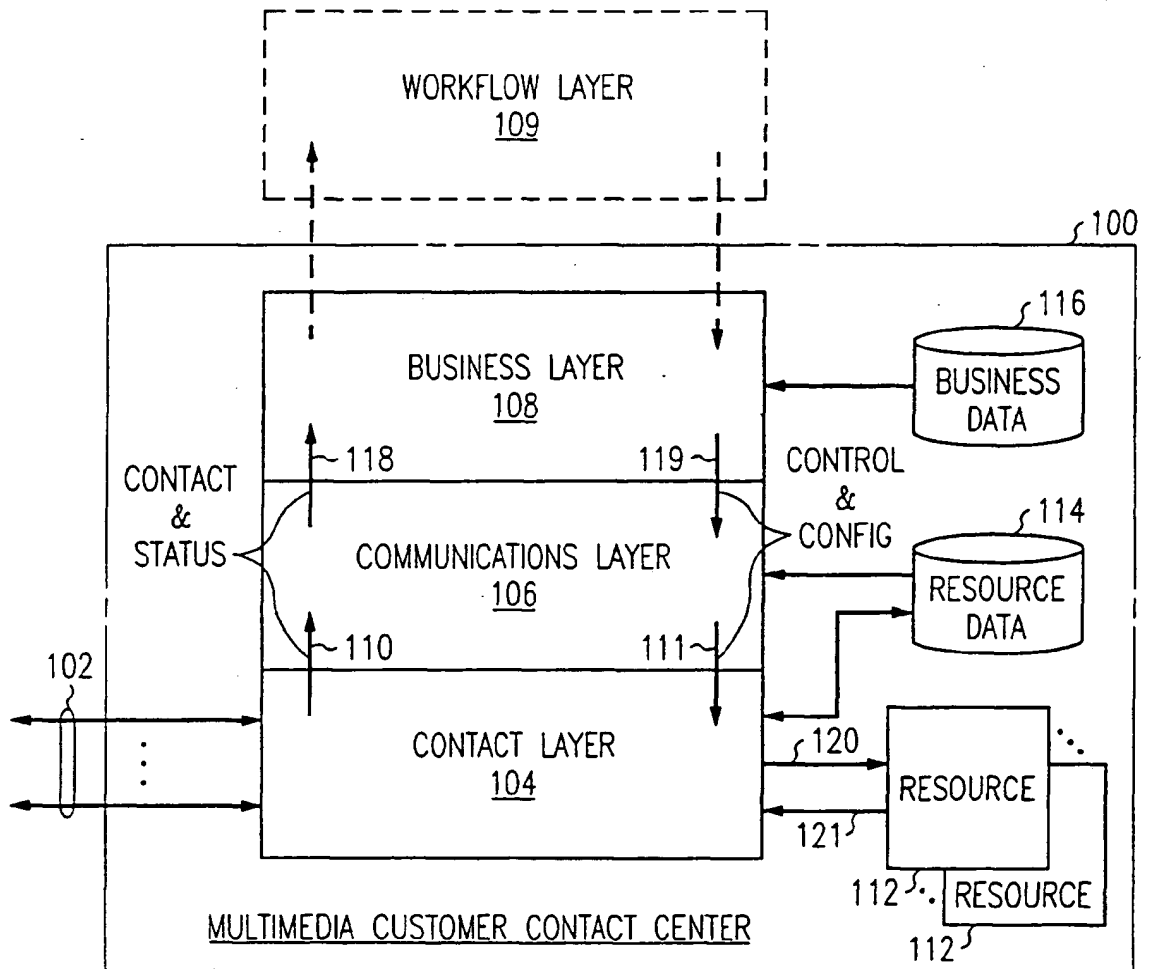 WORKFLOW LAYER
109
100
BUSINESS LAYER
108
116
BUSINESS
DATA
118
119
CONTACT
&
STATUS
CONTROL
&
CONFIG
COMMUNICATIONS LAYER
106
114
RESOURCE
DATA
110
111
102
CONTACT LAYER
104
120
121
RESOURCE
112
RESOURCE
112
MULTIMEDIA CUSTOMER CONTACT CENTER